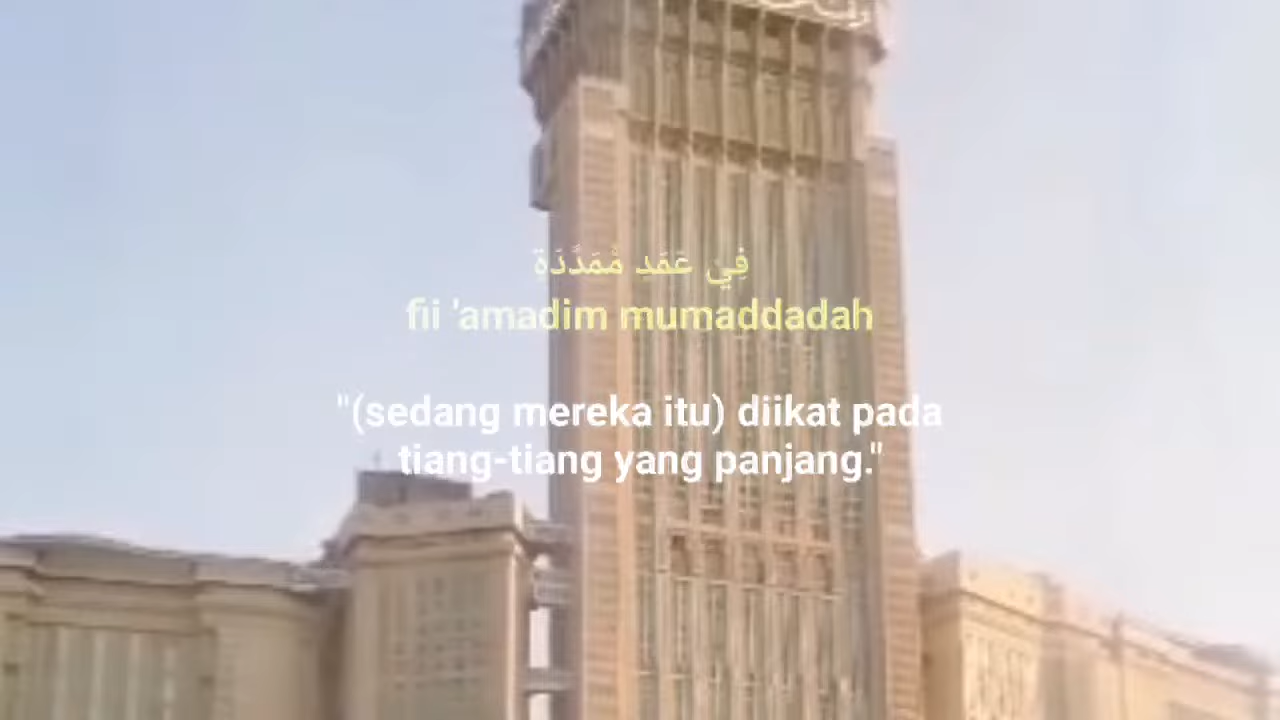 فِيْ عَمَدٍ مُّمَدَّدَةٍ
fii 'amadim mumaddadah
"(sedang mereka itu) diikat pada
tiang-tiang yang panjang."